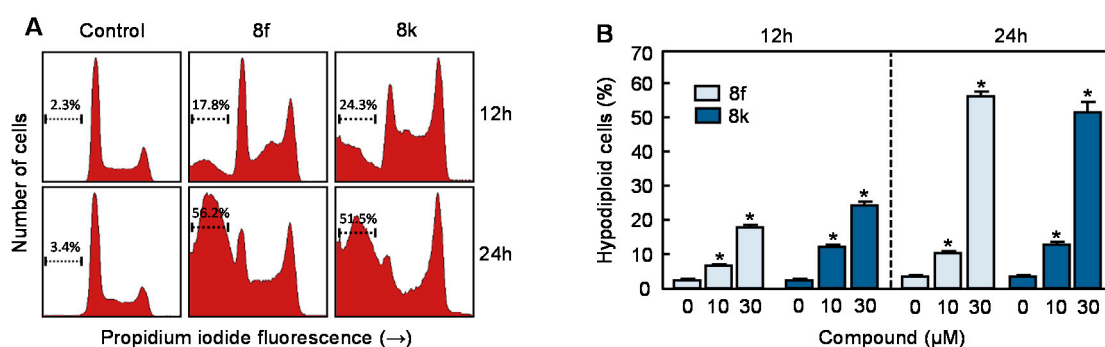 A
Control
8f
8k
2.3%
17.8%
24.3%
12h
3.4%
56.2%
51.5%
24h
Number of cells
Propidium iodide fluorescence (→)
B
12h
24h
Hypodiploid cells (%)
70
60
50
40
30
20
10
0
8f
8k
* * * * * * * *
0 10 30 0 10 30 0 10 30 0 10 30
Compound (µM)